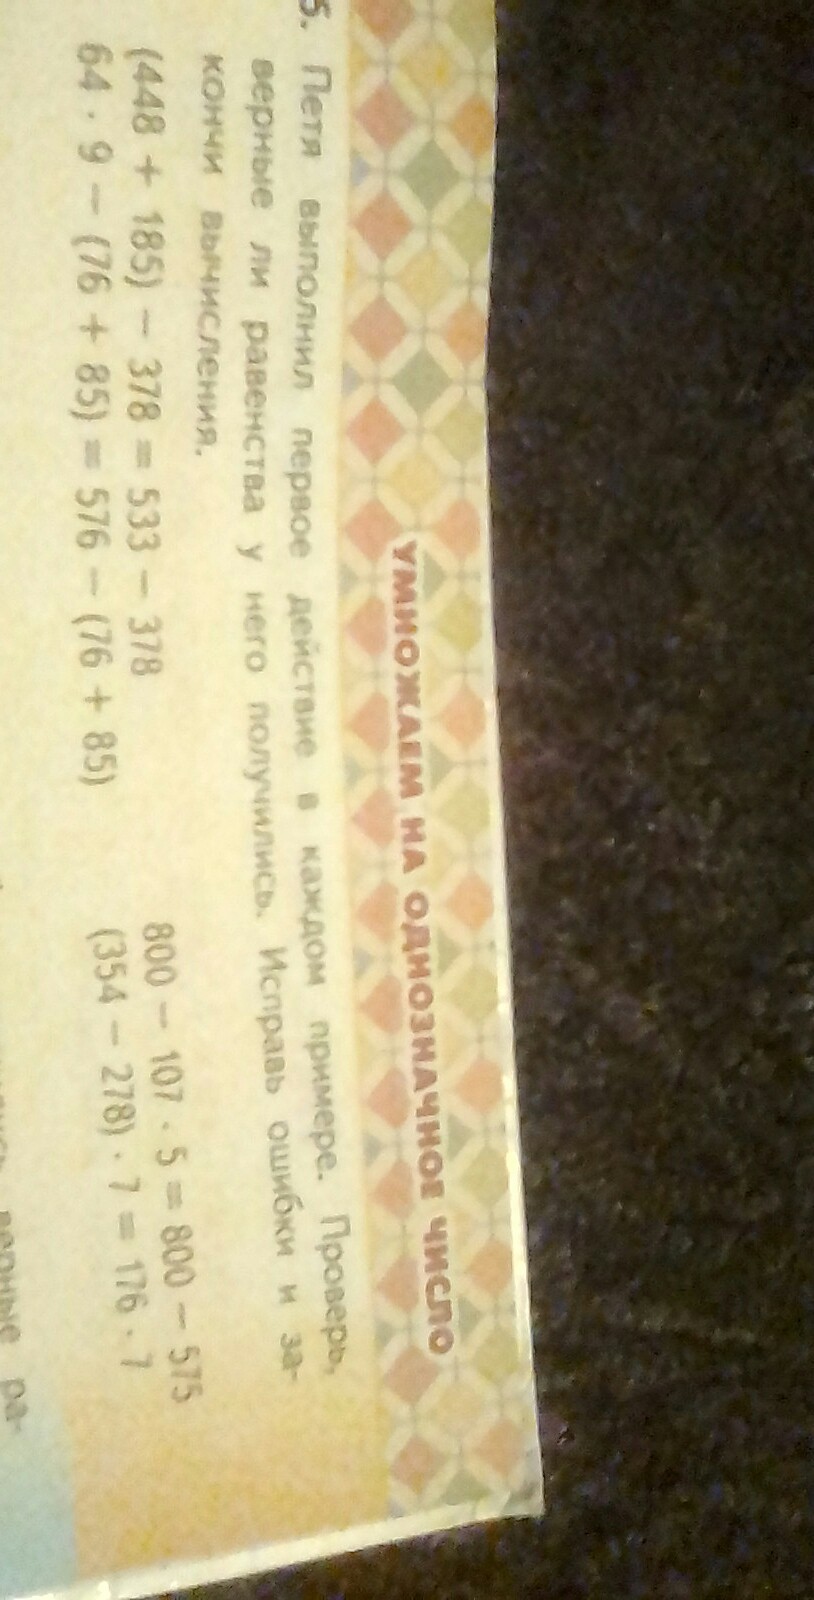 УМНОЖАЕМ НА ОДНОЗНАЧНОЕ ЧИСЛО
5. Петя выполнил первое действие в каждом примере. Проверь,
верные ли равенства у него получились. Исправь ошибки и за-
кончи вычисления.
(448 + 185) − 378 = 533 − 378
64 · 9 − (76 + 85) = 576 − (76 + 85)
800 − 107 · 5 = 800 − 575
(354 − 278) · 7 = 176 · 7
верные ра-